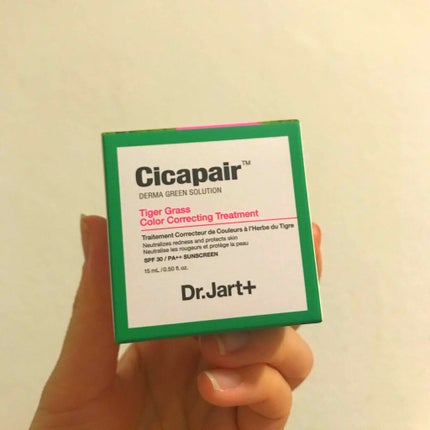 Cicapair™
DERMA GREEN SOLUTION
Tiger Grass
Color Correcting Treatment
Traitement Correcteur de Couleurs à l'Herbe du Tigre
Neutralizes redness and protects skin
Neutralise les rougeurs et protège la peau
SPF 30 / PA++ SUNSCREEN
15 mL / 0.50 fl. oz.
Dr.Jart+